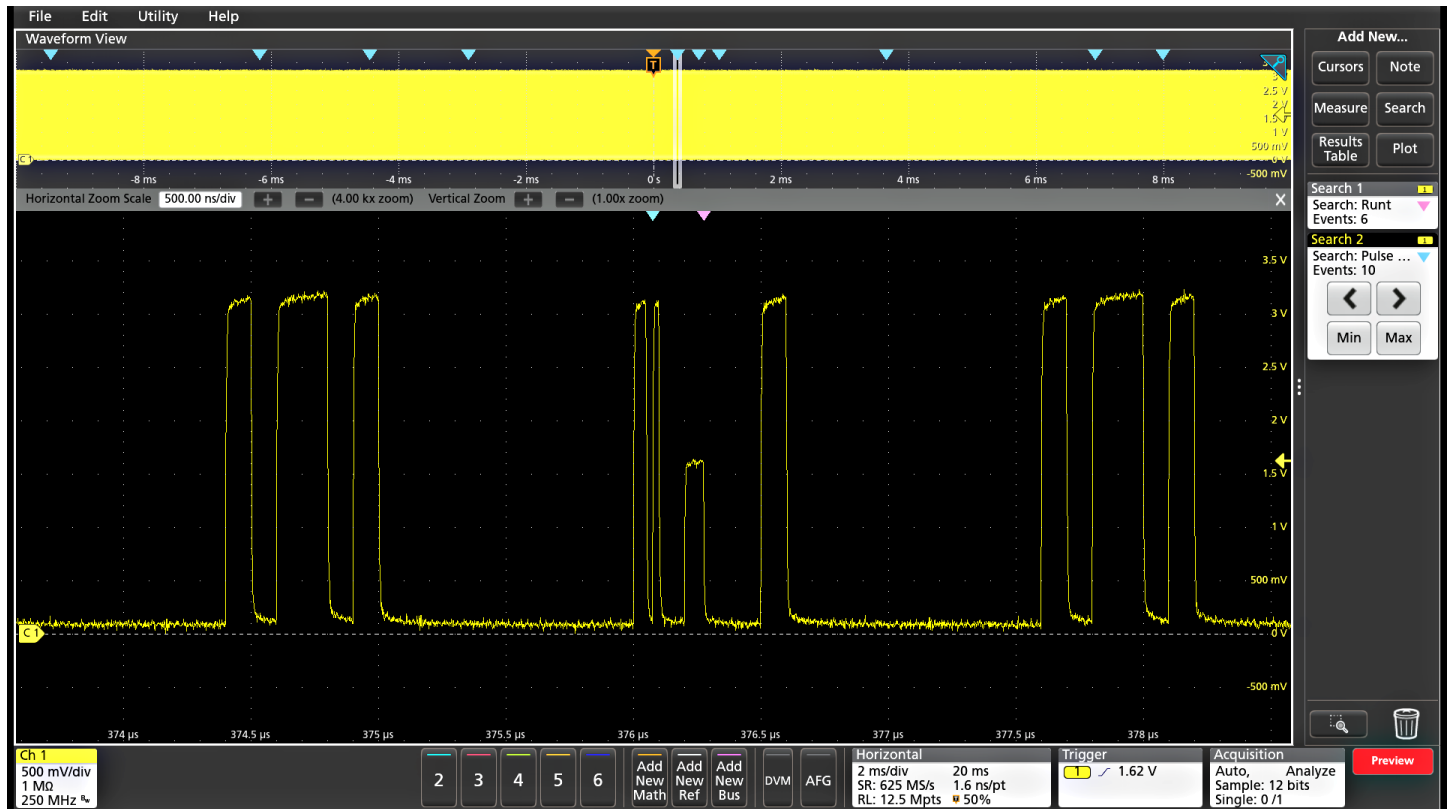 File Edit Utility Help
Waveform View
T
3
2.5 V
2 V
1.5 V
1 V
500 mV
C 1
0 V
-8 ms -6 ms -4 ms -2 ms 0 s 2 ms 4 ms 6 ms 8 ms
-500 mV
Horizontal Zoom Scale 500.00 ns/div + - (4.00 kx zoom) Vertical Zoom + - (1.00x zoom) X
3.5 V
3 V
2.5 V
2 V
1.5 V
1 V
500 mV
C 1
0 V
-500 mV
374 µs 374.5 µs 375 µs 375.5 µs 376 µs 376.5 µs 377 µs 377.5 µs 378 µs
Add New...
Cursors Note
Measure Search
Results Table Plot
Search 1 1
Search: Runt
Events: 6
Search 2 1
Search: Pulse ...
Events: 10
Min Max
Ch 1
500 mV/div
1 MΩ
250 MHz Bw
2 3 4 5 6
Add New Math
Add New Ref
Add New Bus
DVM AFG
Horizontal
2 ms/div 20 ms
SR: 625 MS/s 1.6 ns/pt
RL: 12.5 Mpts 50%
Trigger
1 1.62 V
Acquisition
Auto, Analyze
Sample: 12 bits
Single: 0 /1
Preview